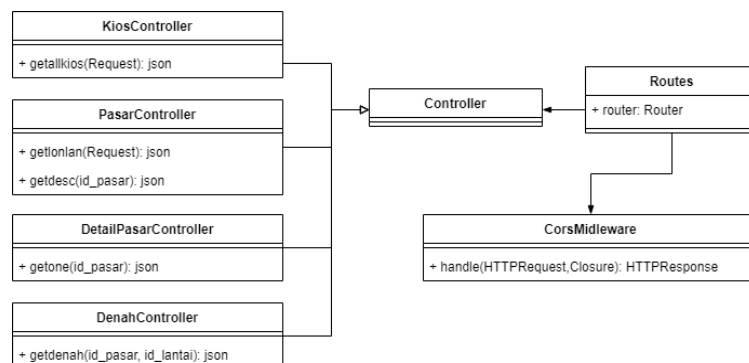 KiosController
+ getallkios(Request): json
PasarController
+ getlonlan(Request): json
+ getdesc(id_pasar): json
DetailPasarController
+ getone(id_pasar): json
DenahController
+ getdenah(id_pasar, id_lantai): json
Controller
Routes
+ router: Router
CorsMidleware
+ handle(HTTPRequest,Closure): HTTPResponse